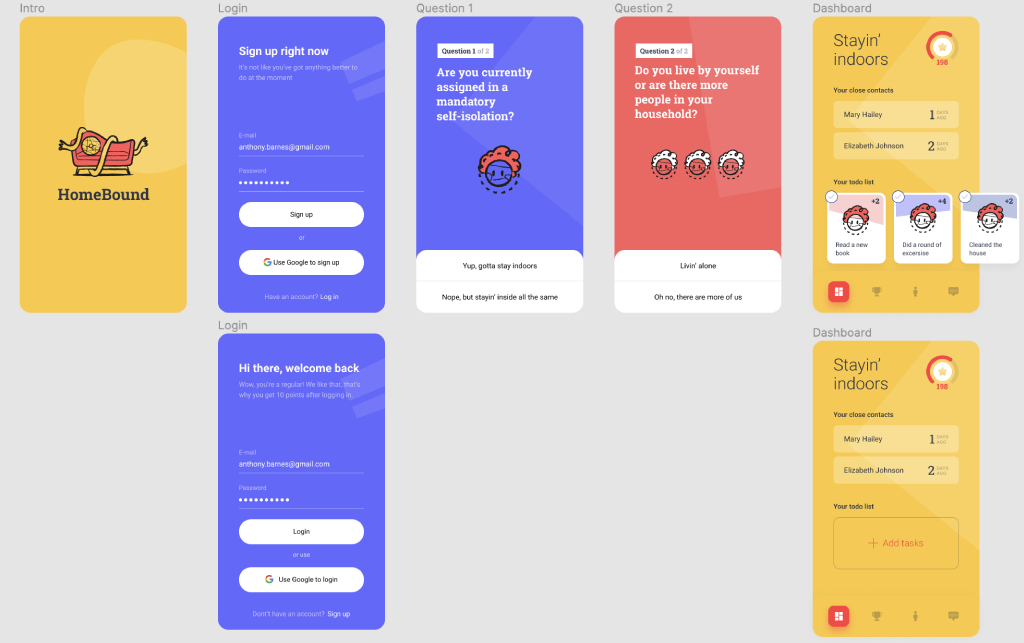 Intro
HomeBound
Login
Sign up right now
It's not like you've got anything better to
do at the moment
E-mail
anthony.barnes@gmail.com
Password
Sign up
or
Use Google to sign up
Have an account? Log in
Question 1
Question 1 of 2
Are you currently
assigned in a
mandatory
self-isolation?
Yup, gotta stay indoors
Nope, but stayin' inside all the same
Question 2
Question 2 of 2
Do you live by yourself
or are there more
people in your
household?
Livin' alone
Oh no, there are more of us
Dashboard
Stayin'
indoors
198
Your close contacts
Mary Hailey
1 DAYS
AGO
Elizabeth Johnson
2 DAYS
AGO
Your todo list
+2
Read a new
book
+4
Did a round of
excersise
+2
Cleaned the
house
Login
Hi there, welcome back
Wow, you're a regular! We like that, that's
why you get 10 points after logging in.
E-mail
anthony.barnes@gmail.com
Password
Login
or use
Use Google to login
Dont't have an account? Sign up
Dashboard
Stayin'
indoors
198
Your close contacts
Mary Hailey
1 DAYS
AGO
Elizabeth Johnson
2 DAYS
AGO
Your todo list
+ Add tasks